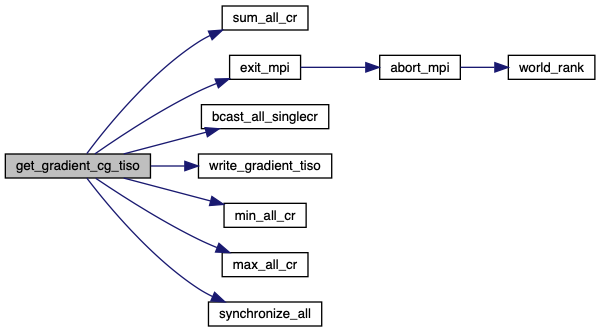 sum_all_cr
exit_mpi
abort_mpi
world_rank
bcast_all_singlecr
get_gradient_cg_tiso
write_gradient_tiso
min_all_cr
max_all_cr
synchronize_all